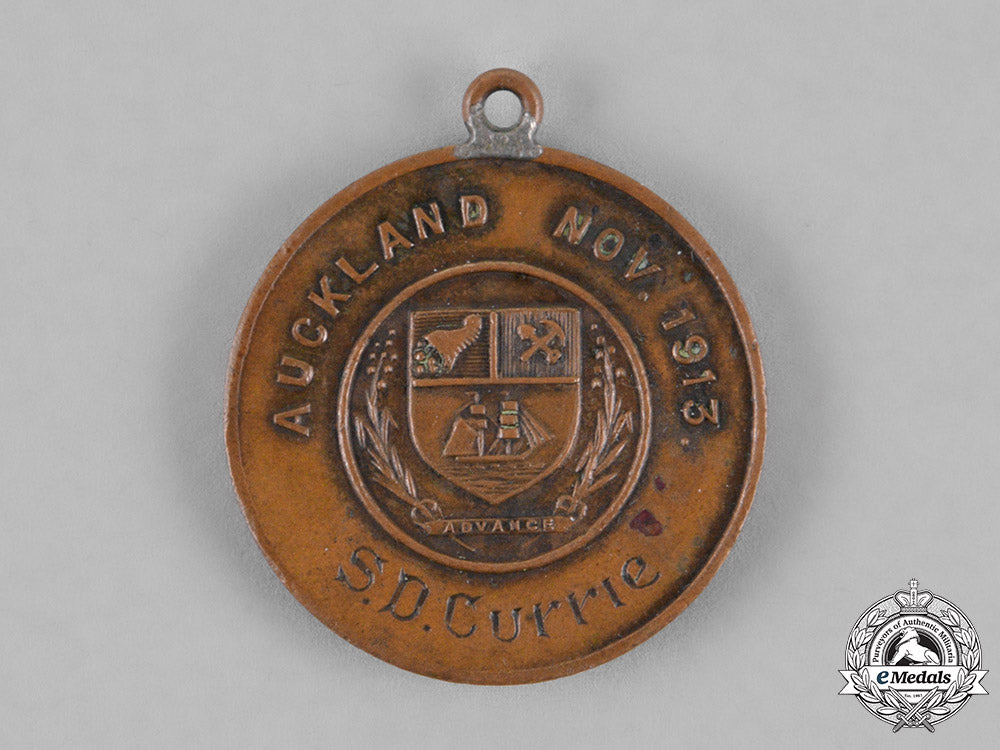 AUCKLAND NOV. 1913.
ADVANCE
S.D. Currie
Purveyors of Authentic Militaria
eMedals